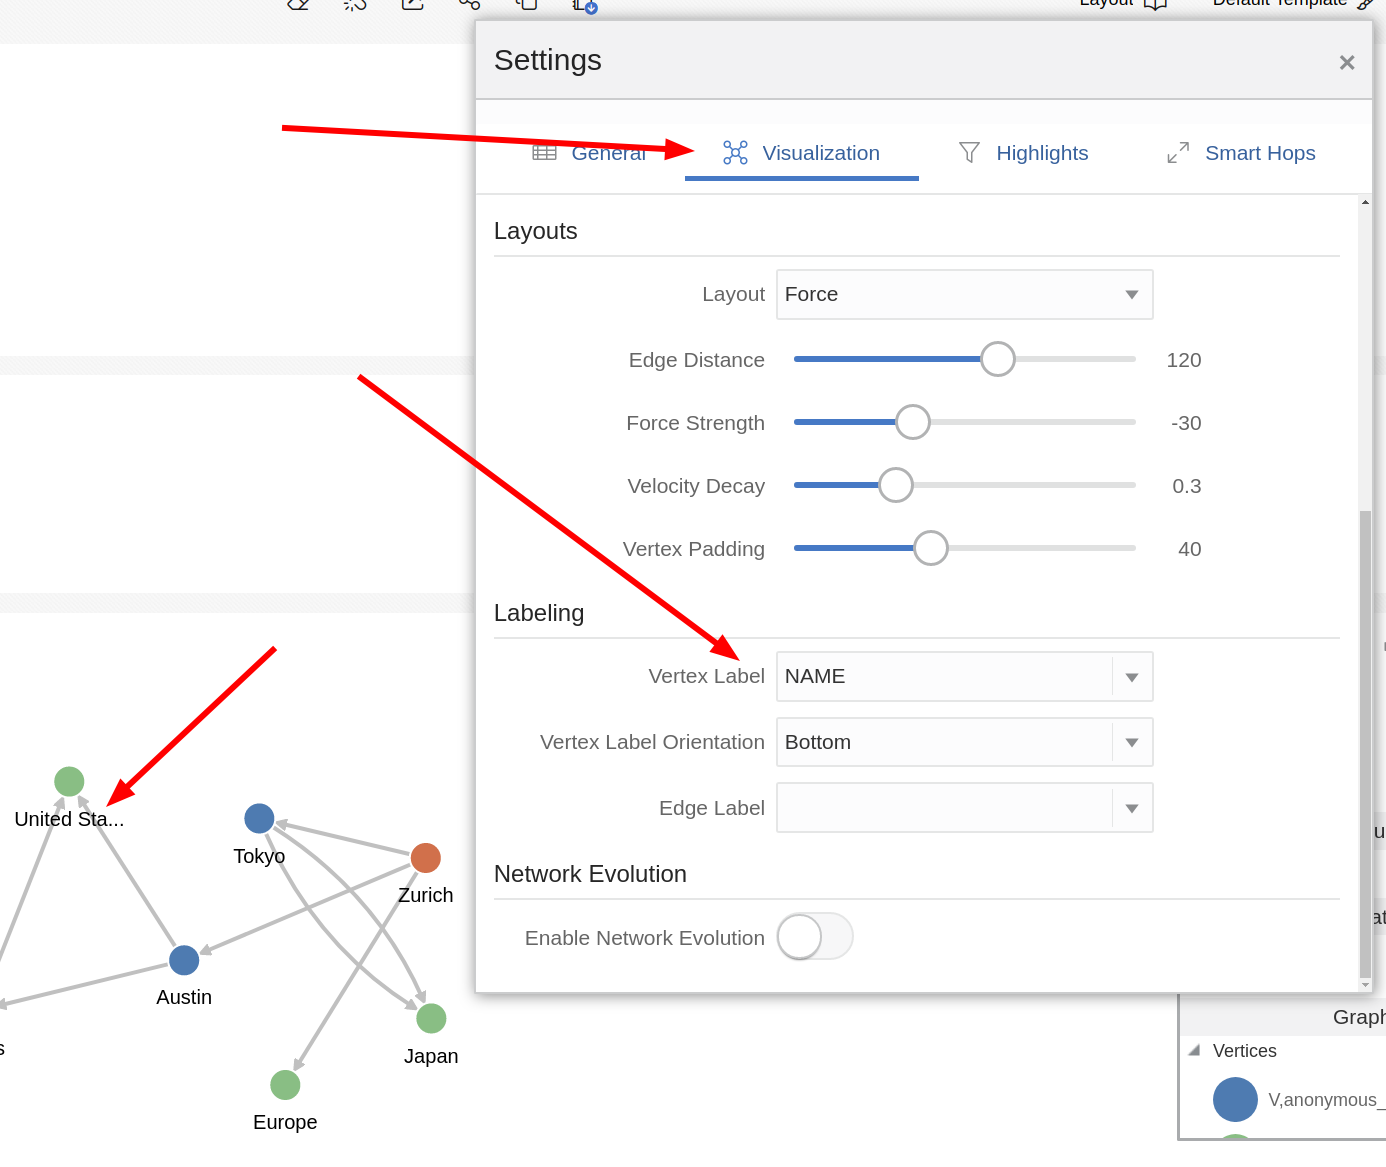 Layout
Default Template
Settings
×
General
Visualization
Highlights
Smart Hops
Layouts
Layout Force
Edge Distance 120
Force Strength -30
Velocity Decay 0.3
Vertex Padding 40
Labeling
Vertex Label NAME
Vertex Label Orientation Bottom
Edge Label
Network Evolution
Enable Network Evolution
United Sta...
Tokyo
Zurich
Austin
Japan
Europe
s
u
at
Graph
Vertices
V,anonymous_